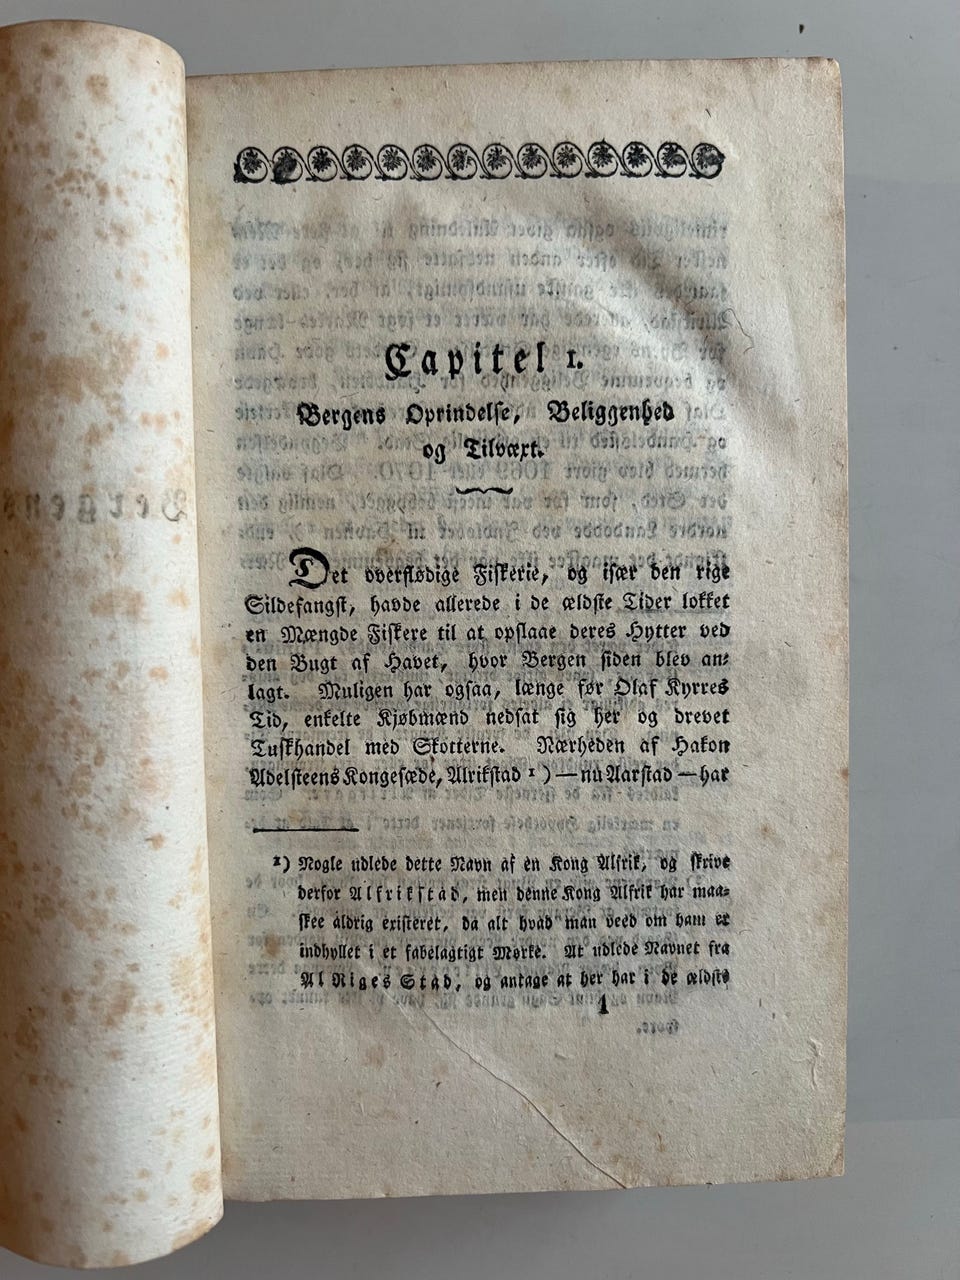 Capitel 1.
Bergens Oprindelse, Beliggenhed
og Tilvæxt.
Det overflødige Fiskerie, og især den rige
Sildefangst, havde allerede i de ældste Tider lokket
en Mængde Fiskere til at opslaae deres Hytter ved
den Bugt af Havet, hvor Bergen siden blev an-
lagt. Muligen har ogsaa, længe før Olaf Kyrres
Tid, enkelte Kjøbmænd nedsat sig her og drevet
Tuskhandel med Skotterne. Nærheden af Hakon
Adelsteens Kongesæde, Alrikstad 1) — nu Aarstad — har
1) Nogle udlede dette Navn af en Kong Alfrik, og skrive
derfor Alfrikstad, men denne Kong Alfrik har maa-
skee aldrig existeret, da alt hvad man veed om ham er
indhyllet i et fabelagtigt Mørke. At udlede Navnet fra
Al Riges Stad, og antage at her har i de ældste
1